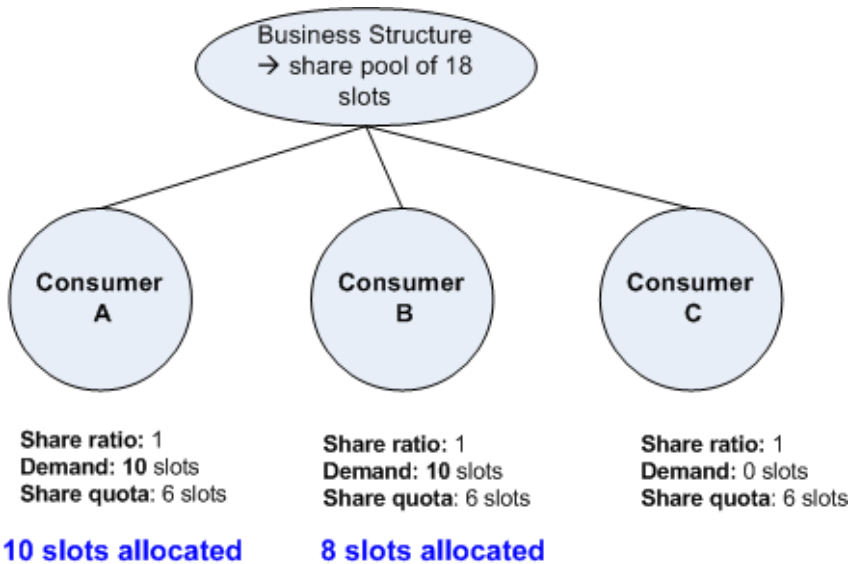 Business Structure
→ share pool of 18
slots
Consumer
A
Consumer
B
Consumer
C
Share ratio: 1
Demand: 10 slots
Share quota: 6 slots
Share ratio: 1
Demand: 10 slots
Share quota: 6 slots
Share ratio: 1
Demand: 0 slots
Share quota: 6 slots
10 slots allocated
8 slots allocated